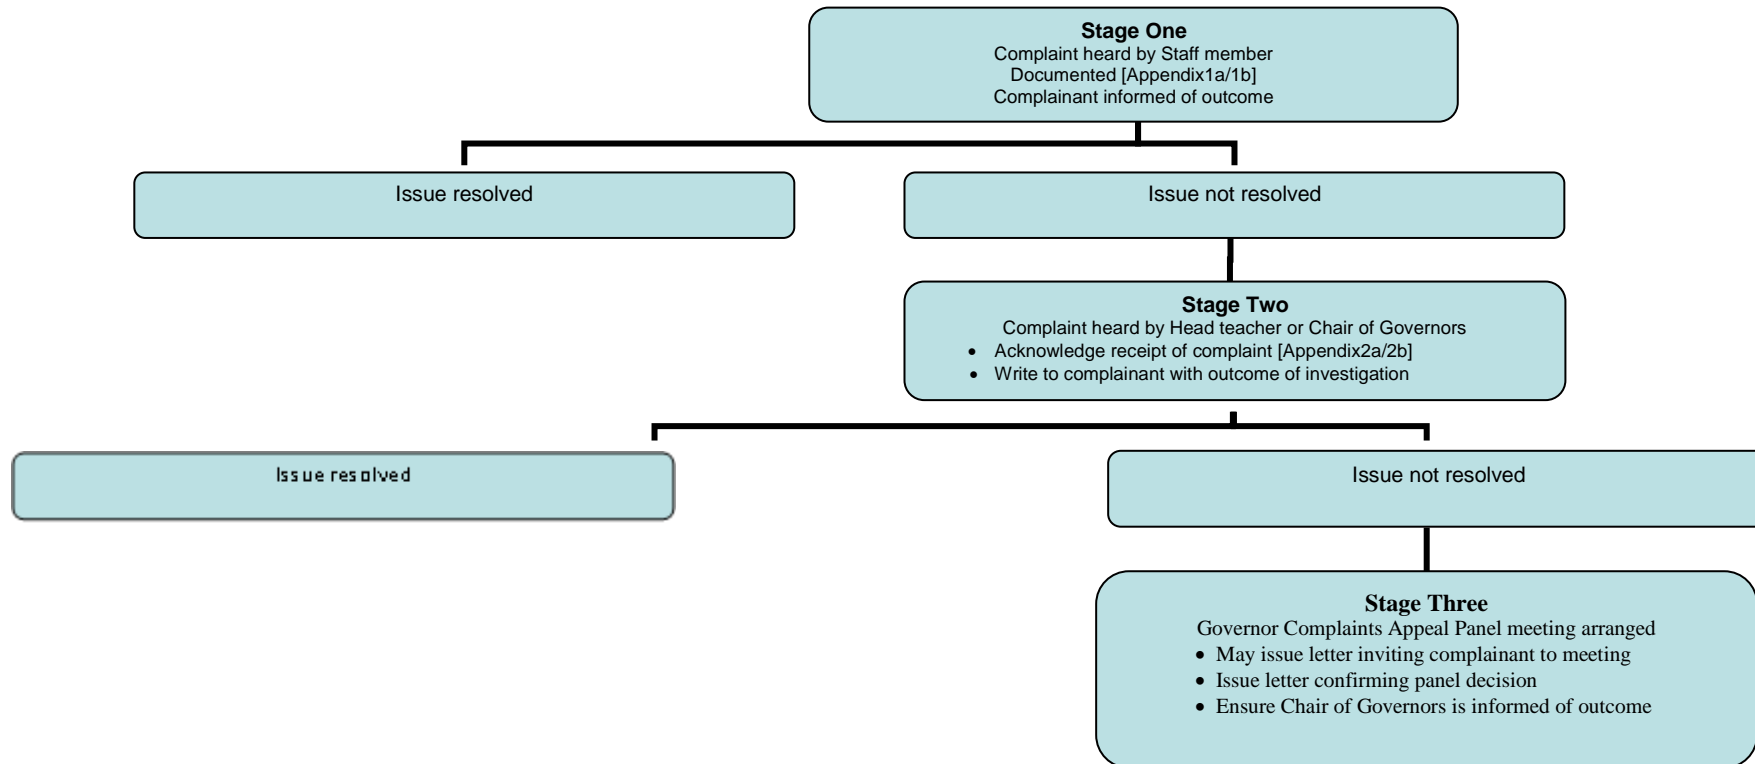 Stage One
Complaint heard by Staff member
Documented [Appendix1a/1b]
Complainant informed of outcome
Issue resolved
Issue not resolved
Stage Two
Complaint heard by Head teacher or Chair of Governors
• Acknowledge receipt of complaint [Appendix2a/2b]
• Write to complainant with outcome of investigation
Issue resolved
Issue not resolved
Stage Three
Governor Complaints Appeal Panel meeting arranged
• May issue letter inviting complainant to meeting
• Issue letter confirming panel decision
• Ensure Chair of Governors is informed of outcome